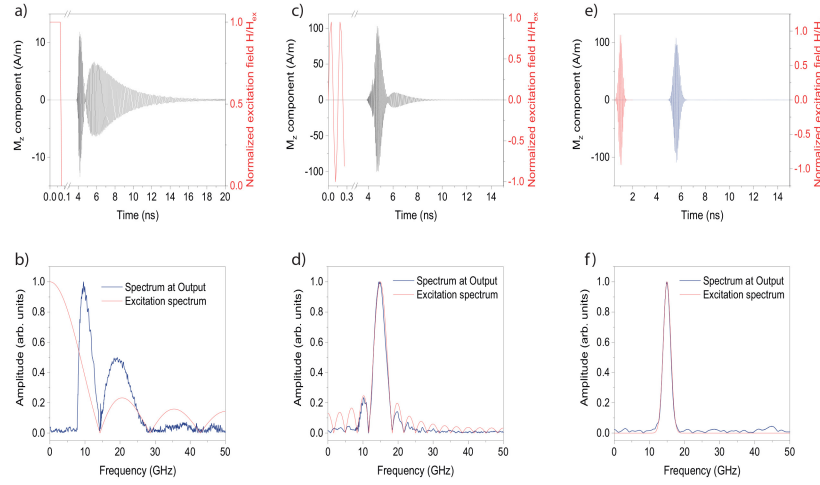 a)
10
5
0
-10
M_z component (A/m)
1.0
0.5
0.0
Normalized excitation field H/H_ex
0.0 0.1 4 6 8 10 12 14 16 18 20
Time (ns)
c)
100
50
0
-50
-100
M_z component (A/m)
1.0
0.5
0.0
-0.5
-1.0
Normalized excitation field H/H_ex
0.0 0.3 4 6 8 10 12 14
Time (ns)
e)
100
50
0
50
100
M_z component (A/m)
1.0
0.5
0.0
-0.5
-1.0
Normalized excitation field H/H_ex
2 4 6 8 10 12 14
Time (ns)
b)
Spectrum at Output
Excitation spectrum
1.0
0.8
0.6
0.4
0.2
0.0
Amplitude (arb. units)
0 10 20 30 40 50
Frequency (GHz)
d)
Spectrum at Output
Excitation spectrum
1.0
0.8
0.6
0.4
0.2
0.0
Amplitude (arb. units)
0 10 20 30 40 50
Frequency (GHz)
f)
Spectrum at Output
Excitation spectrum
1.0
0.8
0.6
0.4
0.2
0.0
Amplitude (arb. units)
0 10 20 30 40 50
Frequency (GHz)